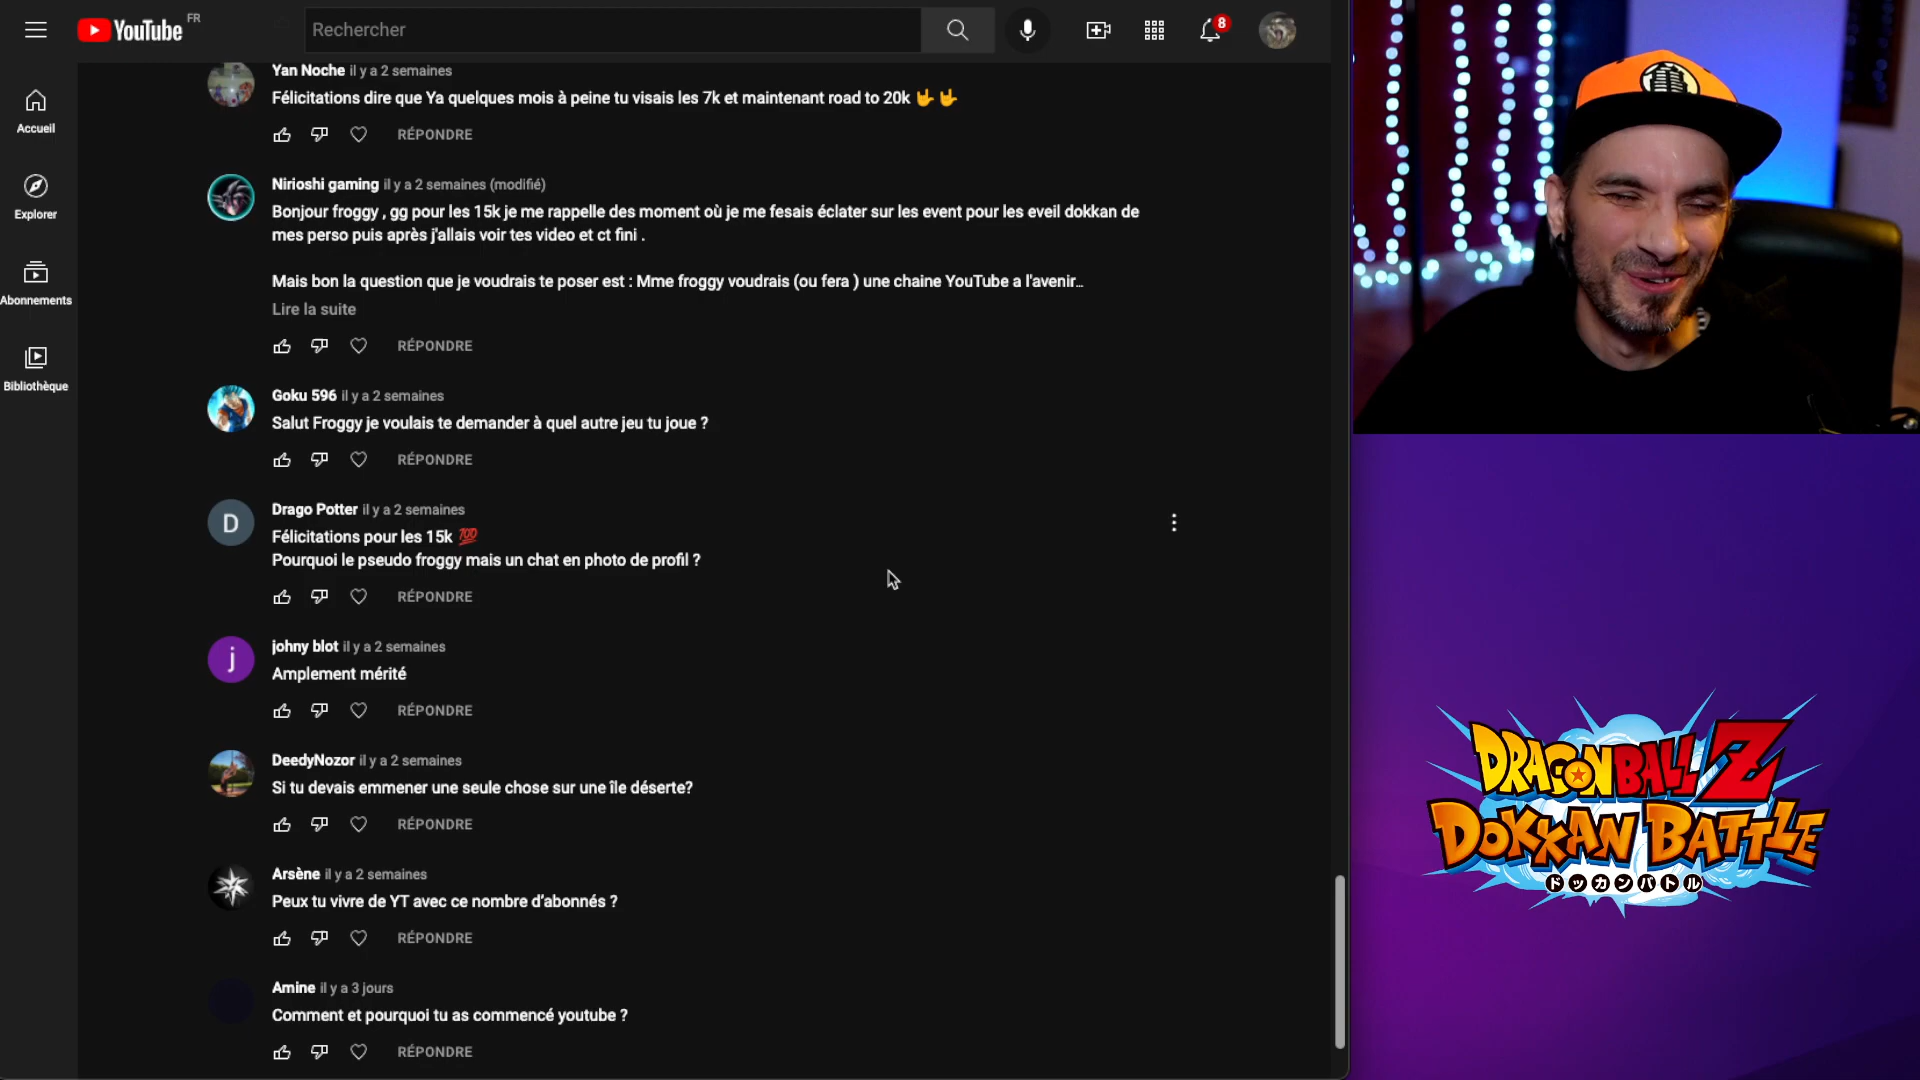 YouTube FR
Rechercher
8
Accueil
Explorer
Abonnements
Bibliothèque
Yan Noche il y a 2 semaines
Félicitations dire que Ya quelques mois à peine tu visais les 7k et maintenant road to 20k 🤟🤟
RÉPONDRE
Nirioshi gaming il y a 2 semaines (modifié)
Bonjour froggy , gg pour les 15k je me rappelle des moment où je me fesais éclater sur les event pour les eveil dokkan de
mes perso puis après j'allais voir tes video et ct fini .
Mais bon la question que je voudrais te poser est : Mme froggy voudrais (ou fera ) une chaine YouTube a l'avenir…
Lire la suite
RÉPONDRE
Goku 596 il y a 2 semaines
Salut Froggy je voulais te demander à quel autre jeu tu joue ?
RÉPONDRE
D
Drago Potter il y a 2 semaines
Félicitations pour les 15k 💯
Pourquoi le pseudo froggy mais un chat en photo de profil ?
RÉPONDRE
j
johny blot il y a 2 semaines
Amplement mérité
RÉPONDRE
DeedyNozor il y a 2 semaines
Si tu devais emmener une seule chose sur une île déserte?
RÉPONDRE
Arsène il y a 2 semaines
Peux tu vivre de YT avec ce nombre d'abonnés ?
RÉPONDRE
Amine il y a 3 jours
Comment et pourquoi tu as commencé youtube ?
RÉPONDRE
DRAGON BALL Z
DOKKAN BATTLE
ドッカンバトル